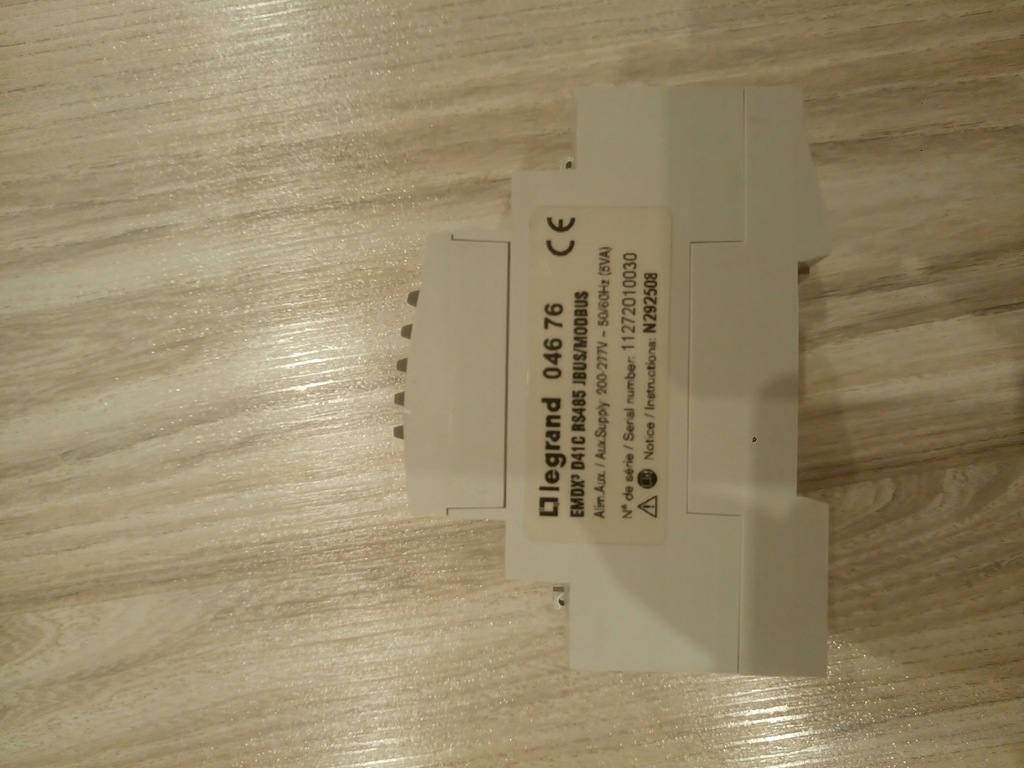 legrand 046 76 CE
EMDX³ D41C RS485 JBUS/MODBUS
Alim.Aux. / Aux.Supply 200-277V ~ 50/60Hz (5VA)
N° de série / Serial number: 11272010030
Notice / Instructions: N292508